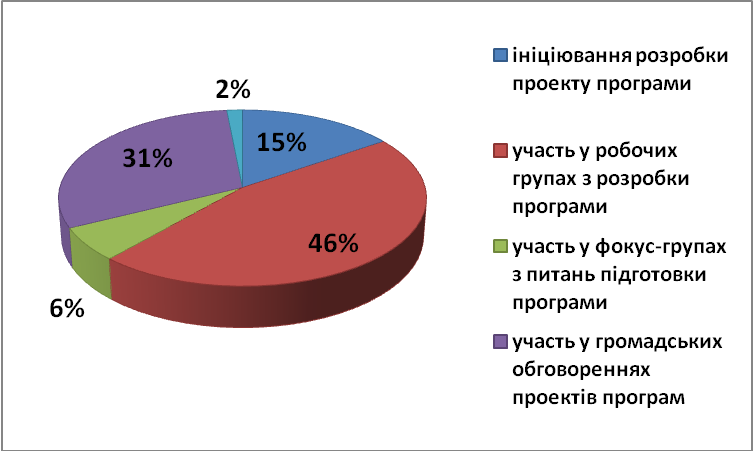 2%
15%
31%
46%
6%
ініціювання розробки
проекту програми
участь у робочих
групах з розробки
програми
участь у фокус-групах
з питань підготовки
програми
участь у громадських
обговореннях
проектів програм